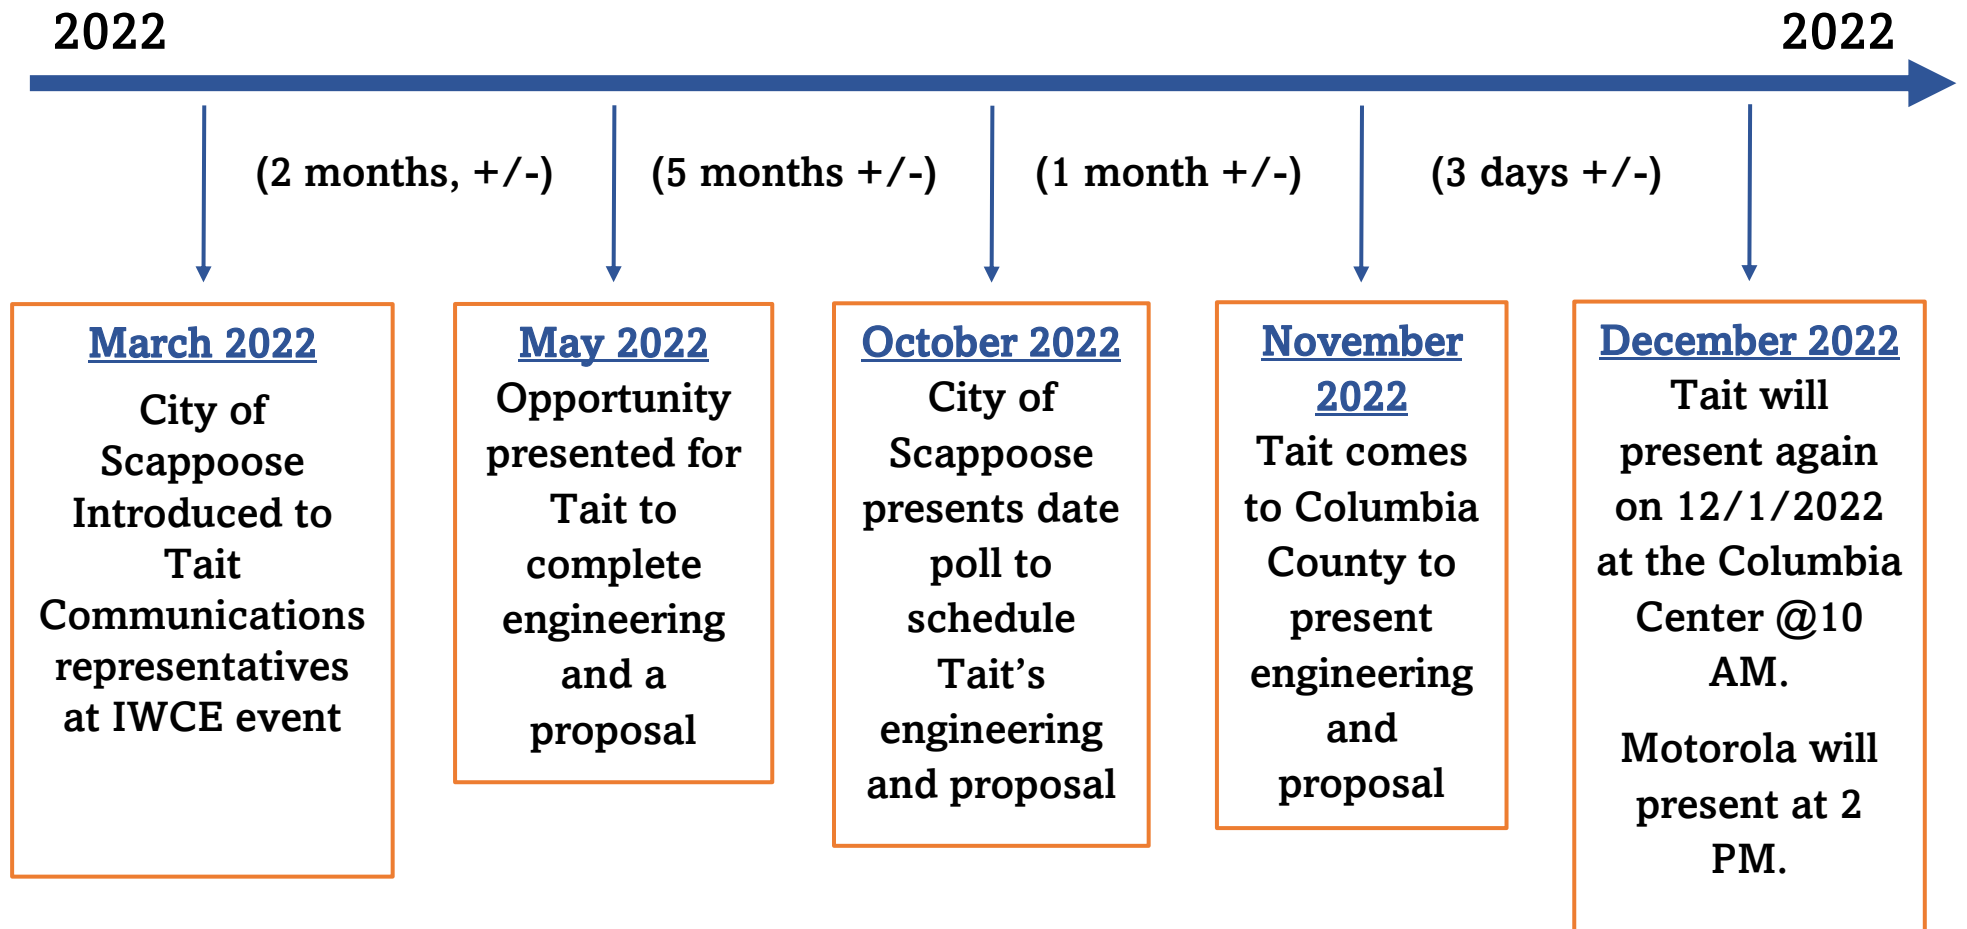 2022
2022
(2 months, +/-)
(5 months +/-)
(1 month +/-)
(3 days +/-)
March 2022
City of
Scappoose
Introduced to
Tait
Communications
representatives
at IWCE event
May 2022
Opportunity
presented for
Tait to
complete
engineering
and a
proposal
October 2022
City of
Scappoose
presents date
poll to
schedule
Tait’s
engineering
and proposal
November
2022
Tait comes
to Columbia
County to
present
engineering
and
proposal
December 2022
Tait will
present again
on 12/1/2022
at the Columbia
Center @10
AM.
Motorola will
present at 2
PM.